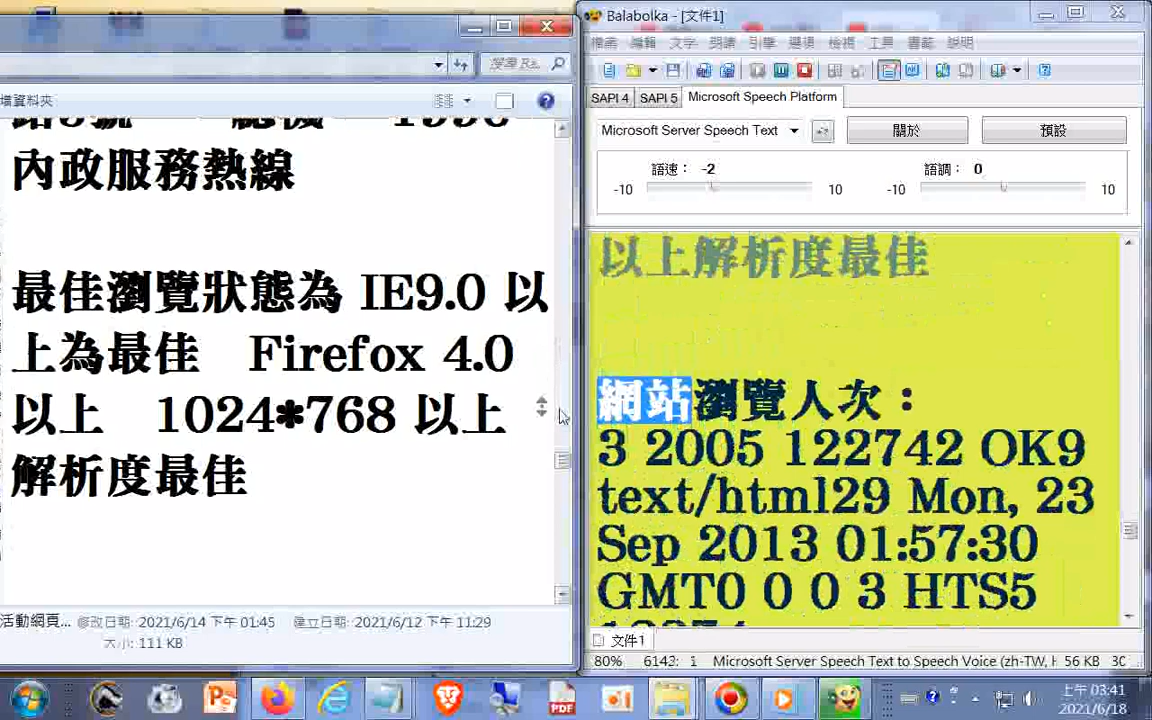 Balabolka - [文件1]
檔案 編輯 文字 朗讀 引擎 選項 檢視 工具 書籤 說明
搜尋
SAPI 4 SAPI 5 Microsoft Speech Platform
增資料夾
Microsoft Server Speech Text 關於 預設
語速: -2 語調: 0
-10 10 -10 10
路5號 總機 1996
內政服務熱線
最佳瀏覽狀態為 IE9.0 以
上為最佳 Firefox 4.0
以上 1024*768 以上
解析度最佳
以上解析度最佳
網站瀏覽人次：
3 2005 122742 OK9
text/html29 Mon, 23
Sep 2013 01:57:30
GMT0 0 0 3 HTS5
活動網頁... 修改日期: 2021/6/14 下午 01:45 建立日期: 2021/6/12 下午 11:29
大小: 111 KB
文件1
80% 6142: 1 Microsoft Server Speech Text to Speech Voice (zh-TW, H 56 KB
上午 03:41
2021/6/18